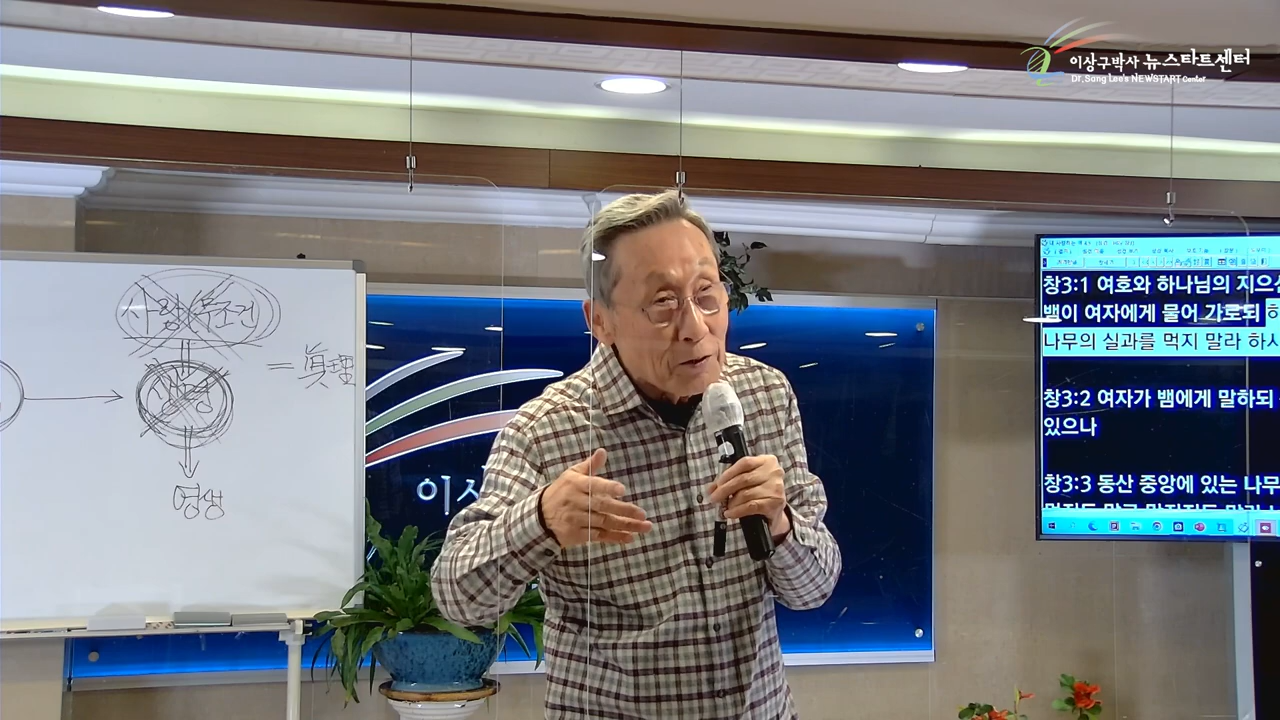 이상구박사 뉴스타트센터
Dr. Sang Lee's NEWSTART Center
사랑(무조건)
= 眞理
영생
이상
창3:1 여호와 하나님의 지으신
뱀이 여자에게 물어 가로되 하
나무의 실과를 먹지 말라 하시
창3:2 여자가 뱀에게 말하되
있으나
창3:3 동산 중앙에 있는 나무